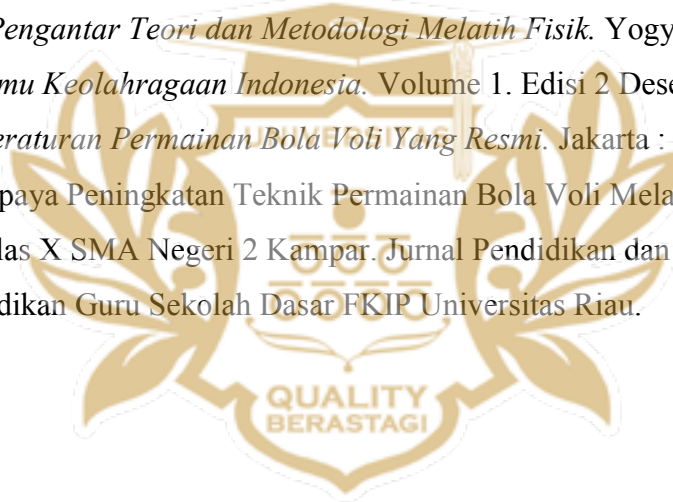 Pengantar Teori dan Metodologi Melatih Fisik. Yogy
mu Keolahragaan Indonesia. Volume 1. Edisi 2 Dese
eraturan Permainan Bola Voli Yang Resmi. Jakarta :
UNIVERSITAS
paya Peningkatan Teknik Permainan Bola Voli Mela
las X SMA Negeri 2 Kampar. Jurnal Pendidikan dan
dikan Guru Sekolah Dasar FKIP Universitas Riau.
QUALITY
BERASTAGI